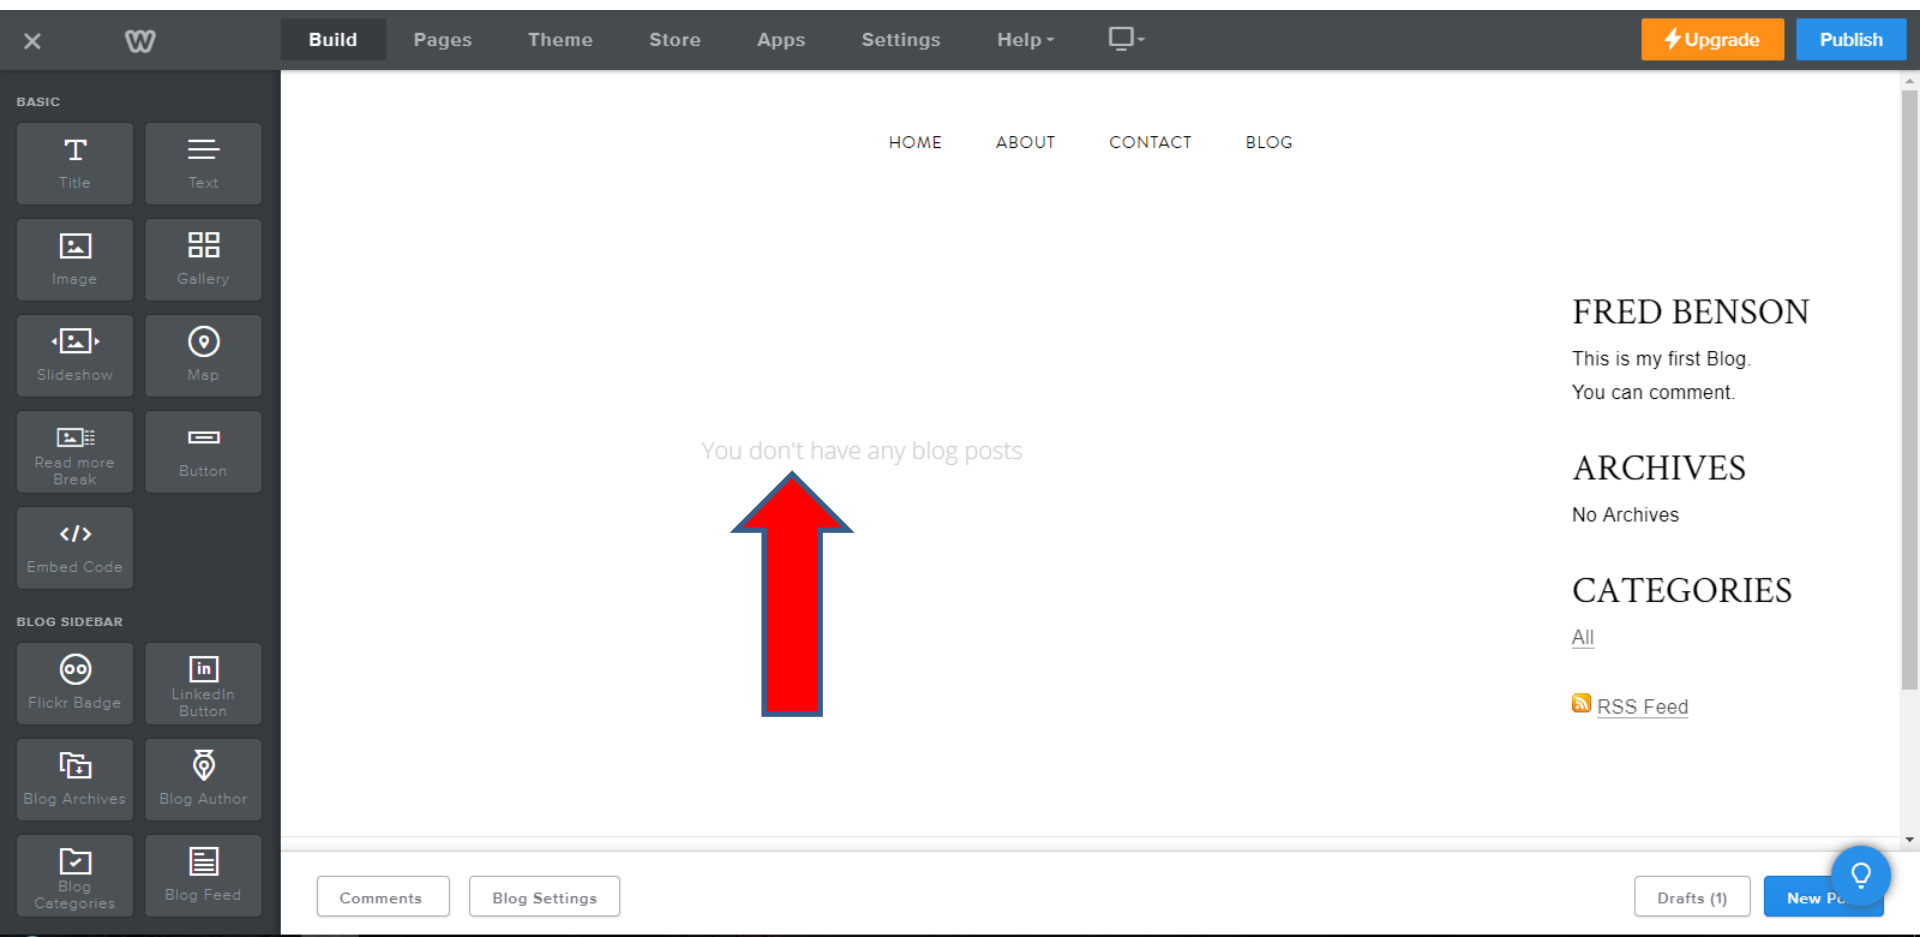 Build Pages Theme Store Apps Settings Help Upgrade Publish
BASIC
Title Text
Image Gallery
Slideshow Map
Read more
Break
Button
</>
Embed Code
BLOG SIDEBAR
Flickr Badge
in
LinkedIn
Button
Blog Archives Blog Author
Blog
Categories
Blog Feed
HOME ABOUT CONTACT BLOG
You don't have any blog posts
FRED BENSON
This is my first Blog.
You can comment.
ARCHIVES
No Archives
CATEGORIES
All
RSS Feed
Comments Blog Settings Drafts (1) New